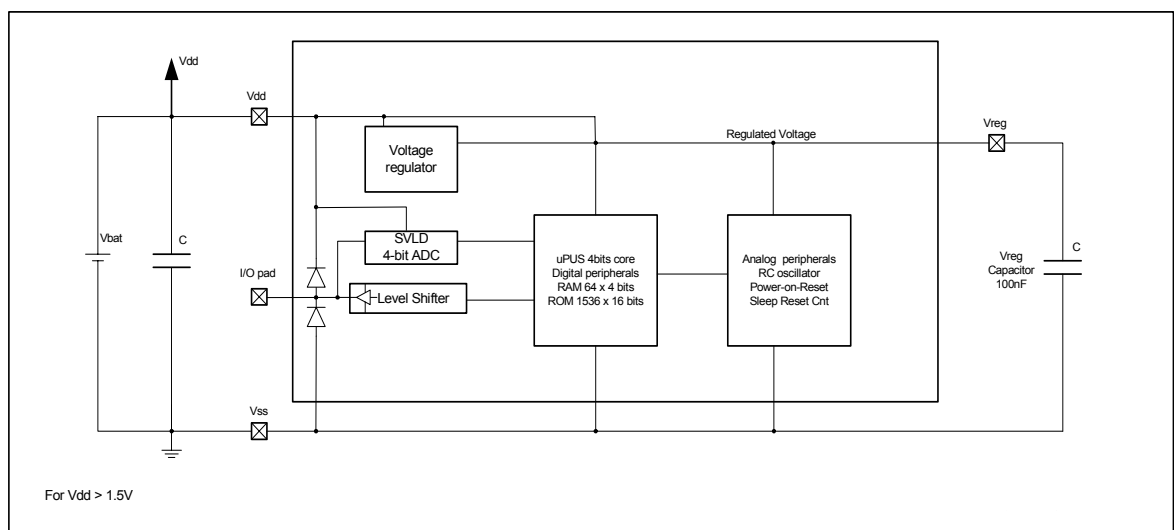 Vdd
Vdd
Vreg
Regulated Voltage
Voltage
regulator
Vbat
C
SVLD
4-bit ADC
I/O pad
Level Shifter
uPUS 4bits core
Digital peripherals
RAM 64 x 4 bits
ROM 1536 x 16 bits
Analog peripherals
RC oscillator
Power-on-Reset
Sleep Reset Cnt
Vreg
Capacitor
100nF
C
Vss
For Vdd > 1.5V